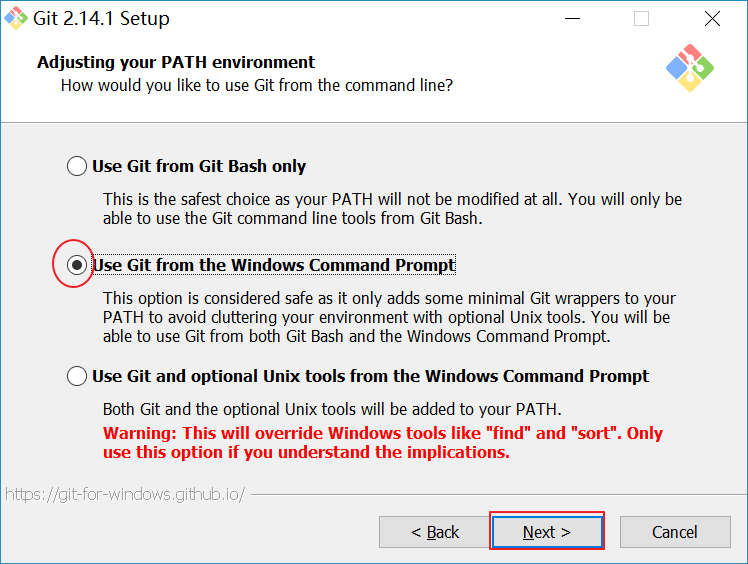 Git 2.14.1 Setup
Adjusting your PATH environment
How would you like to use Git from the command line?
Use Git from Git Bash only
This is the safest choice as your PATH will not be modified at all. You will only be
able to use the Git command line tools from Git Bash.
Use Git from the Windows Command Prompt
This option is considered safe as it only adds some minimal Git wrappers to your
PATH to avoid cluttering your environment with optional Unix tools. You will be
able to use Git from both Git Bash and the Windows Command Prompt.
Use Git and optional Unix tools from the Windows Command Prompt
Both Git and the optional Unix tools will be added to your PATH.
Warning: This will override Windows tools like "find" and "sort". Only
use this option if you understand the implications.
https://git-for-windows.github.io/
< Back
Next >
Cancel